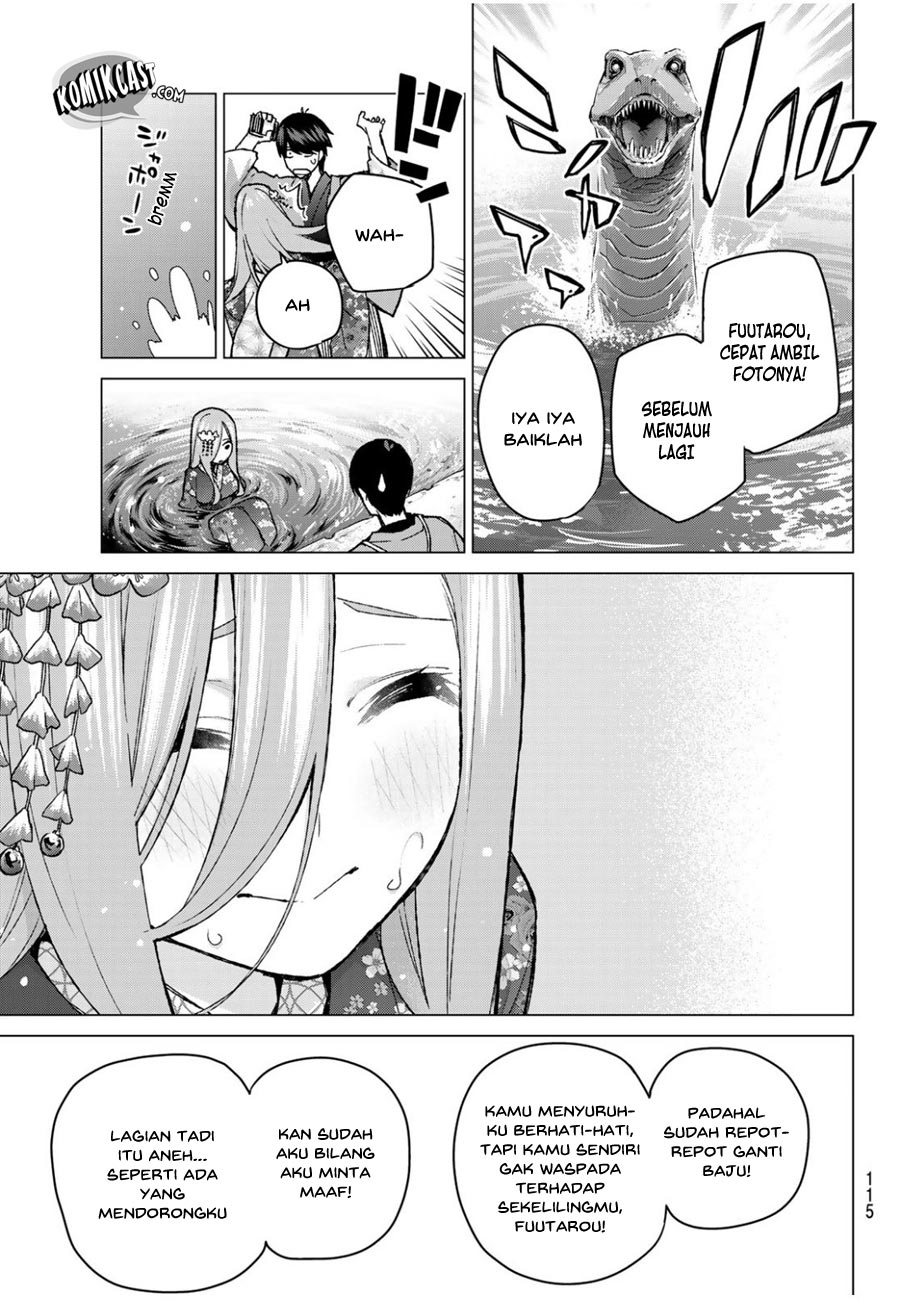 FUUTAROU,
CEPAT AMBIL
FOTONYA!
SEBELUM
MENJAUH
LAGI
IYA IYA
BAIKLAH
KOMIKCAST.COM
WAH-
AH
BJEWW
PADAHAL
SUDAH REPOT-
REPOT GANTI
BAJU!
KAMU MENYURUH-
KU BERHATI-HATI,
TAPI KAMU SENDIRI
GAK WASPADA
TERHADAP
SEKELILINGMU,
FUUTAROU!
KAN SUDAH
AKU BILANG
AKU MINTA
MAAF!
LAGIAN TADI
ITU ANEH...
SEPERTI ADA
YANG
MENDORONGKU
115